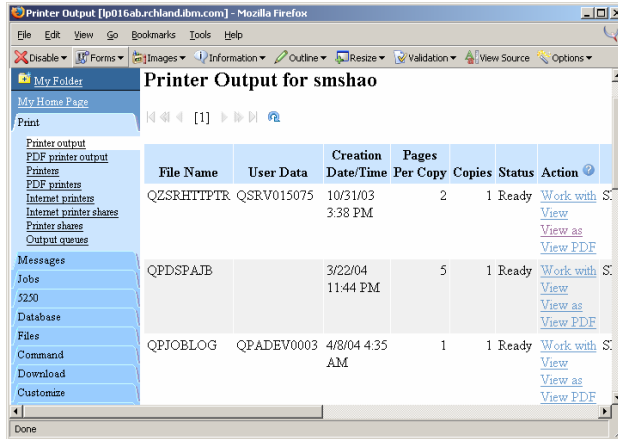 Printer Output [lp016ab.rchland.ibm.com] - Mozilla Firefox
File Edit View Go Bookmarks Tools Help
Disable Forms Images Information Outline Resize Validation View Source Options
My Folder
My Home Page
Print
Printer output
PDF printer output
Printers
PDF printers
Internet printers
Internet printer shares
Printer shares
Output queues
Messages
Jobs
5250
Database
Files
Command
Download
Customize
Printer Output for smshao
[1]
File Name User Data Creation Date/Time Pages Per Copy Copies Status Action
QZSRHTTPTR QSRV015075 10/31/03 2 1 Ready Work with
3:38 PM View
View as
View PDF
QPDSPAJB 3/22/04 5 1 Ready Work with
11:44 PM View
View as
View PDF
QPJOBLOG QPADEV0003 4/8/04 4:35 1 1 Ready Work with
AM View
View as
View PDF
Done